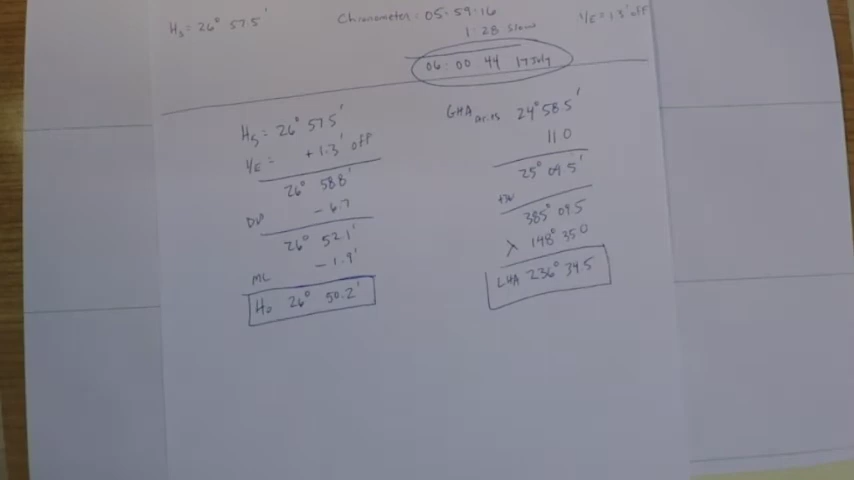 Hs = 26° 57.5'
Chronometer: 05-59-16
1:28 slow
I/E = 1.3' off
06-00 44 17 July
Hs = 26° 57.5'
I/E = + 1.3' off
26° 58.8'
DIP - 6.7
26° 52.1'
MC - 1.9'
Ho 26° 50.2'
GHA aries 24° 58.5'
11 0
25° 09.5'
385° 09.5
λ 148° 35.0
LHA 236° 34.5